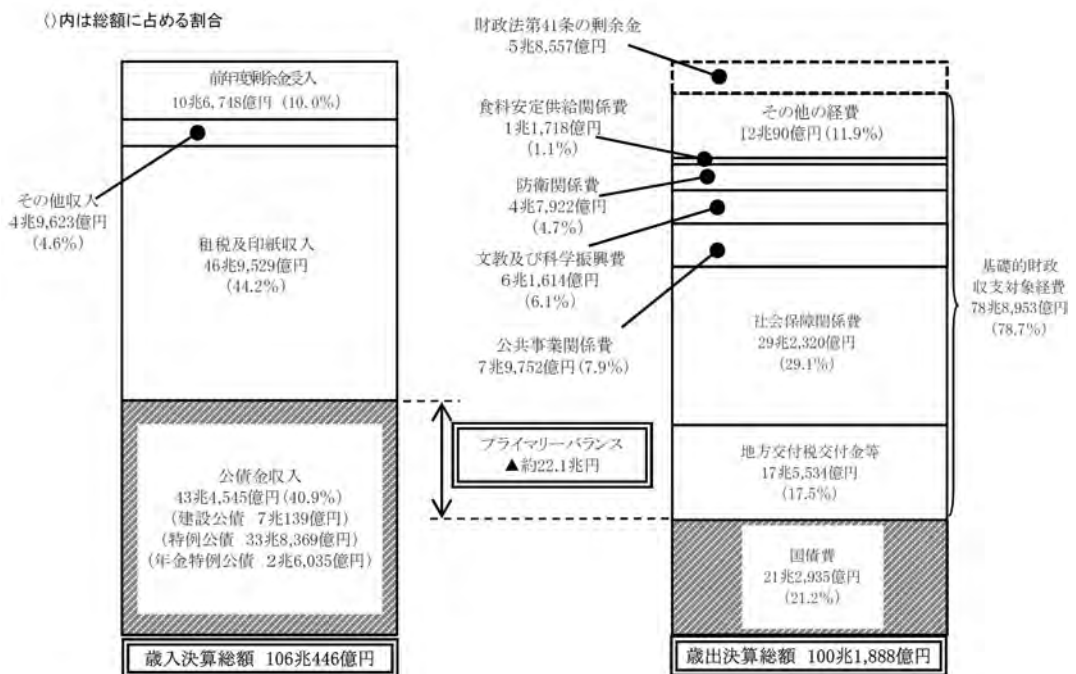 ()内は総額に占める割合
前年度剰余金受入
10兆6,748億円 (10.0%)
その他収入
4兆9,623億円
(4.6%)
租税及印紙収入
46兆9,529億円
(44.2%)
公債金収入
43兆4,545億円(40.9%)
(建設公債 7兆139億円)
(特例公債 33兆8,369億円)
(年金特例公債 2兆6,035億円)
歳入決算総額 106兆446億円
プライマリーバランス
▲約22.1兆円
財政法第41条の剰余金
5兆8,557億円
その他の経費
12兆90億円(11.9%)
食料安定供給関係費
1兆1,718億円
(1.1%)
防衛関係費
4兆7,922億円
(4.7%)
文教及び科学振興費
6兆1,614億円
(6.1%)
公共事業関係費
7兆9,752億円(7.9%)
社会保障関係費
29兆2,320億円
(29.1%)
地方交付税交付金等
17兆5,534億円
(17.5%)
国債費
21兆2,935億円
(21.2%)
基礎的財政
収支対象経費
78兆8,953億円
(78.7%)
歳出決算総額 100兆1,888億円